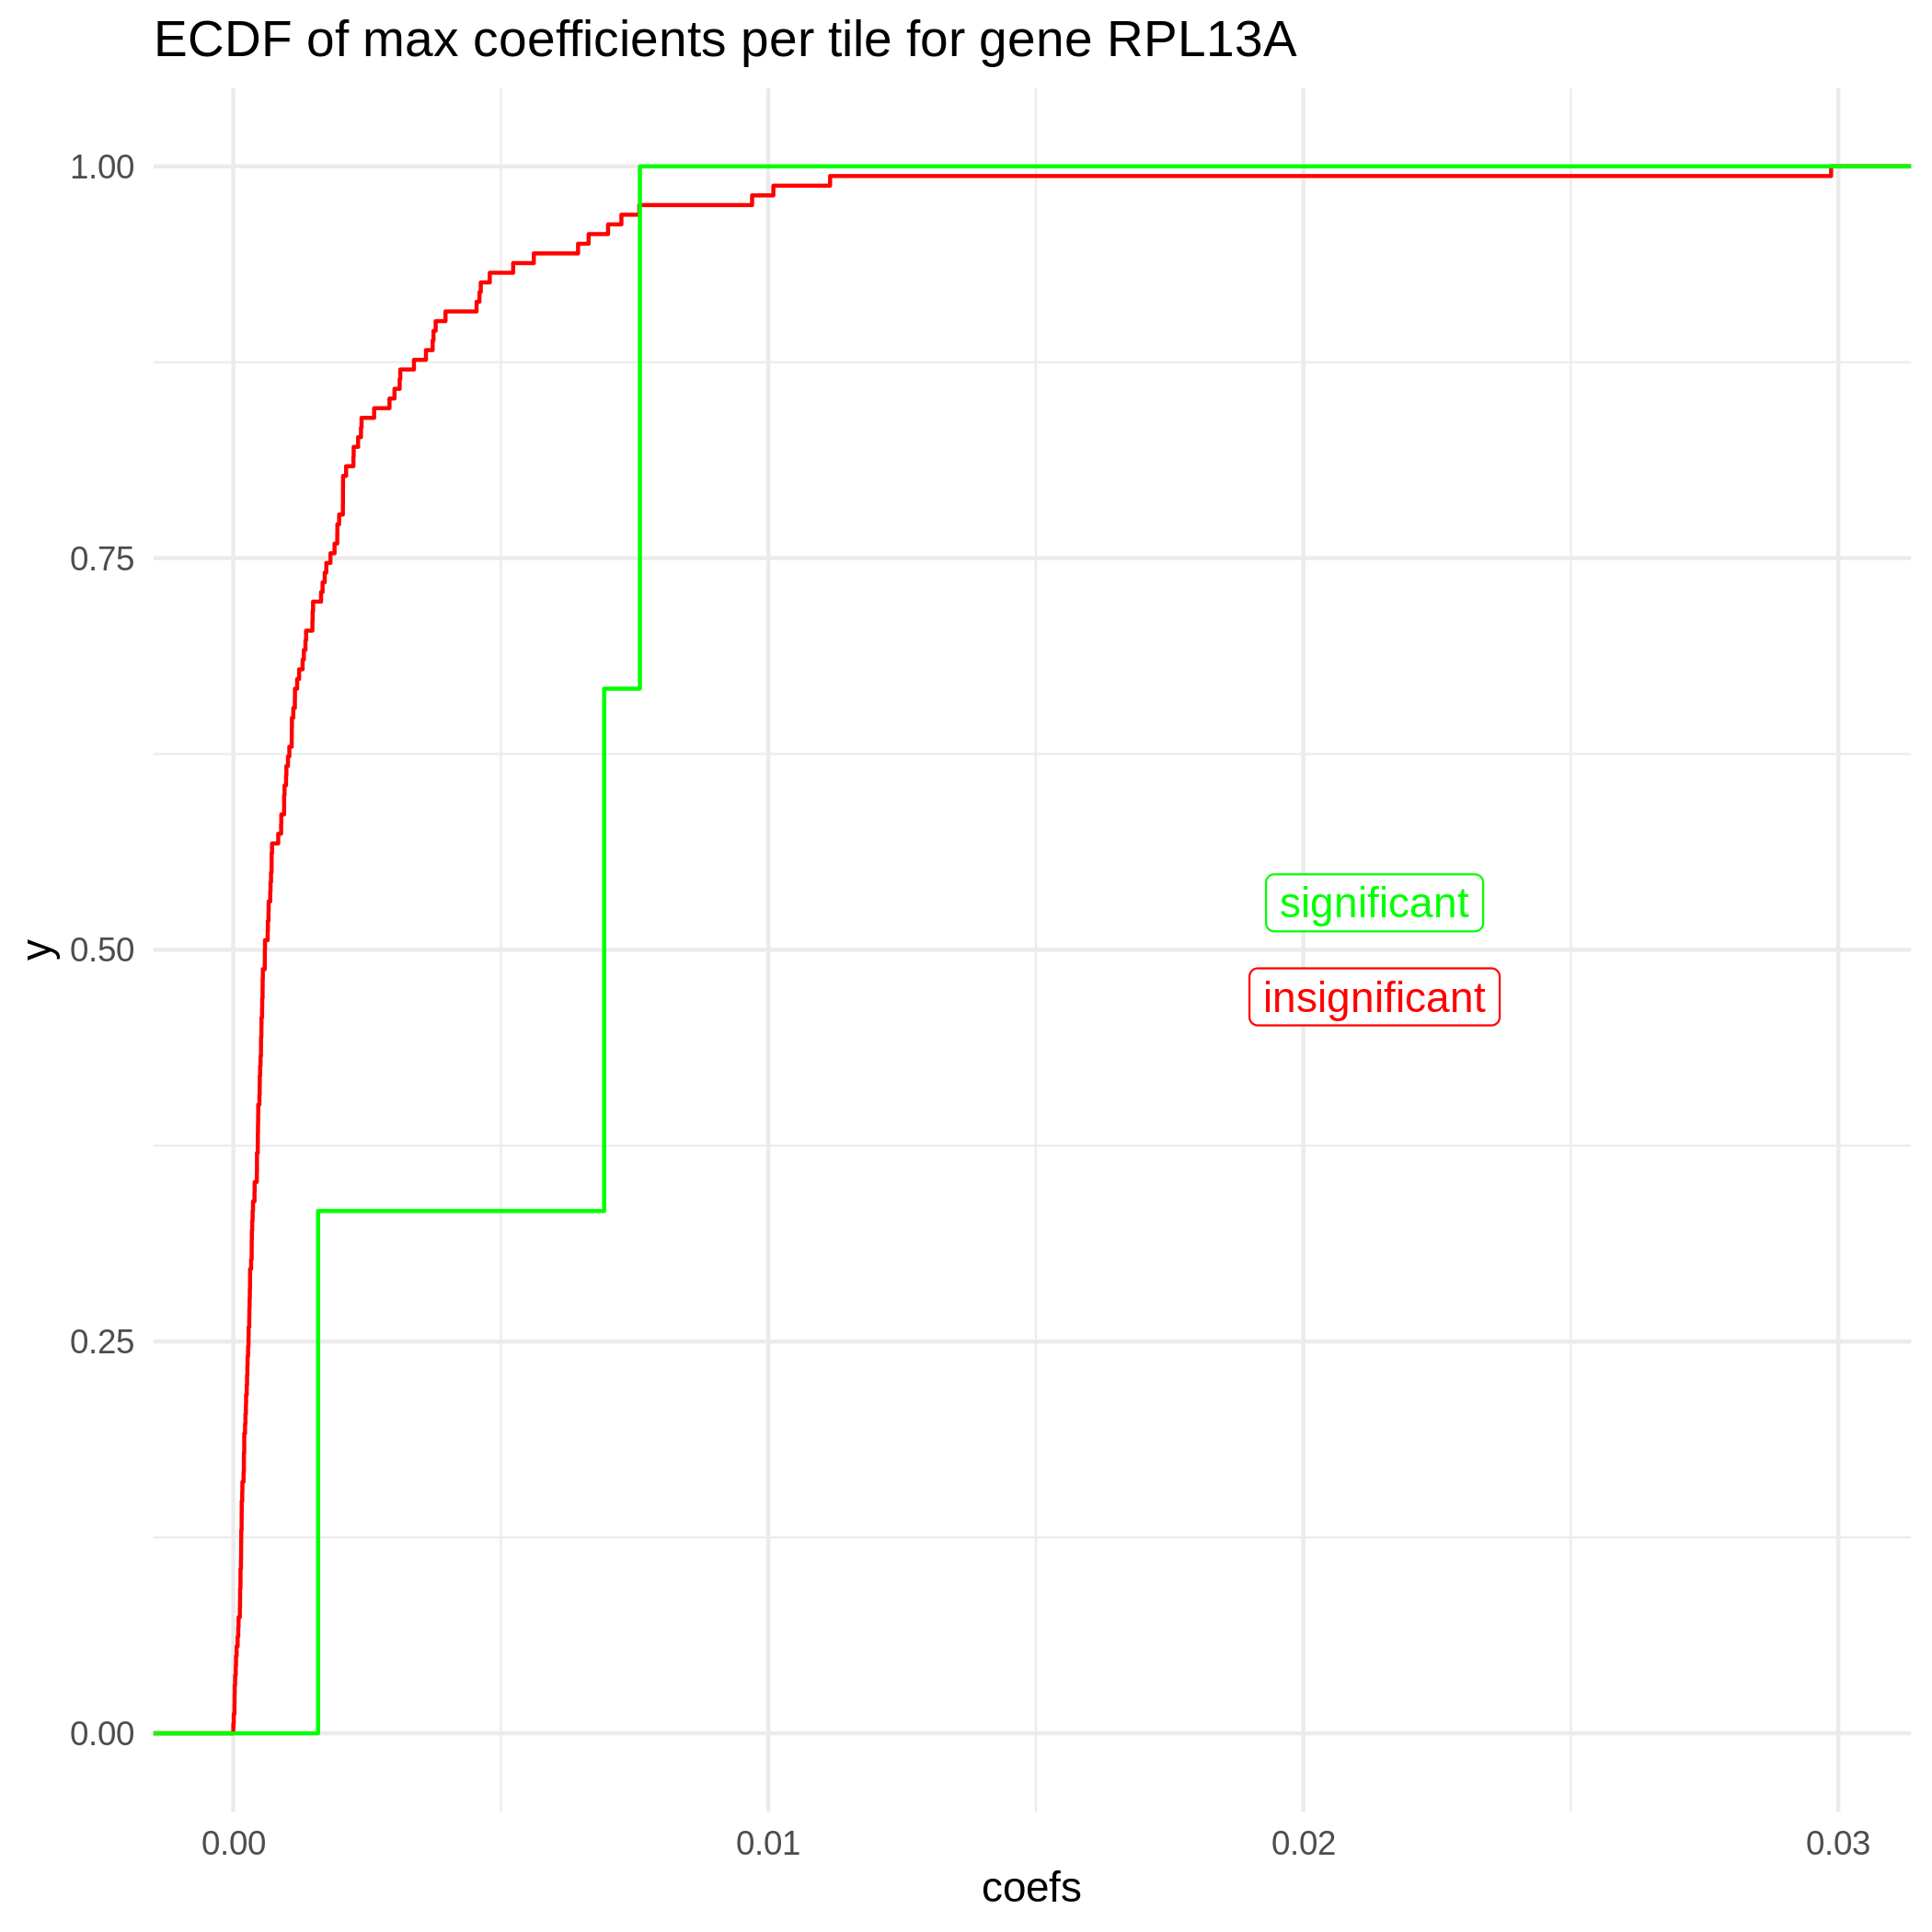 ECDF of max coefficients per tile for gene RPL13A
1.00
0.75
0.50
0.25
0.00
y
significant
insignificant
0.00 0.01 0.02 0.03
coefs